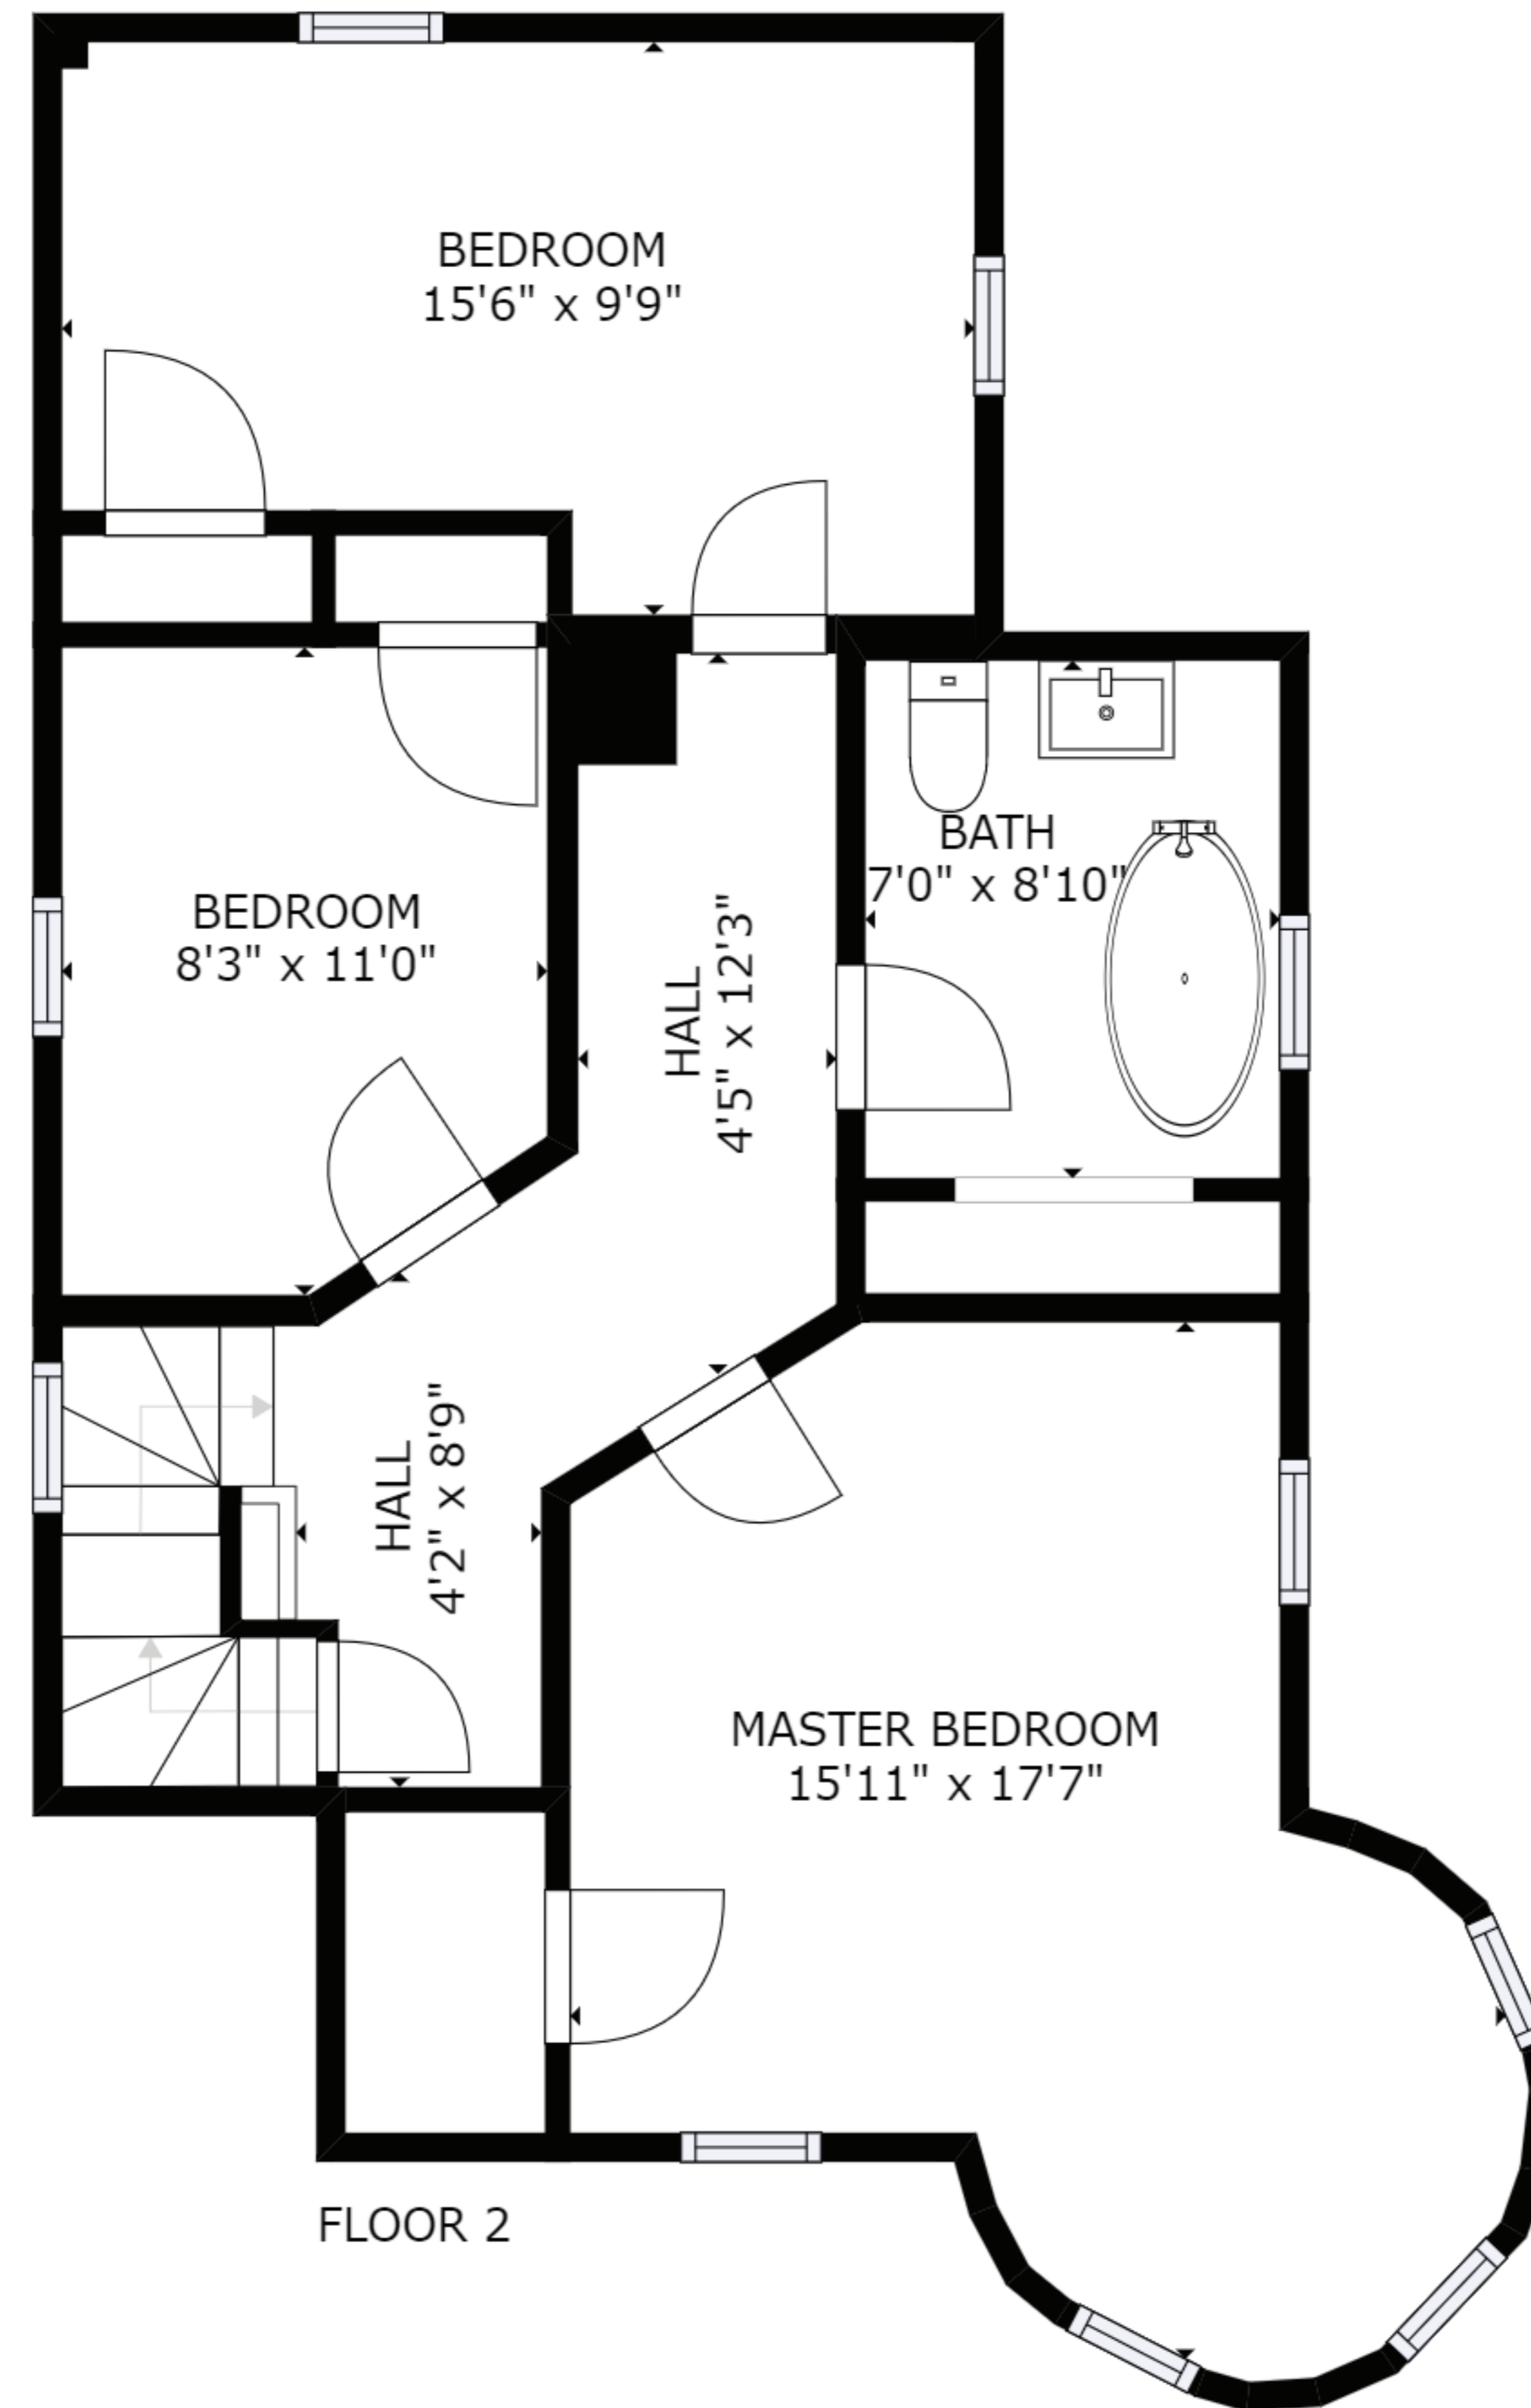 BEDROOM
15'6" x 9'9"
BEDROOM
8'3" x 11'0"
HALL
4'5" x 12'3"
BATH
7'0" x 8'10"
HALL
4'2" x 8'9"
MASTER BEDROOM
15'11" x 17'7"
FLOOR 2